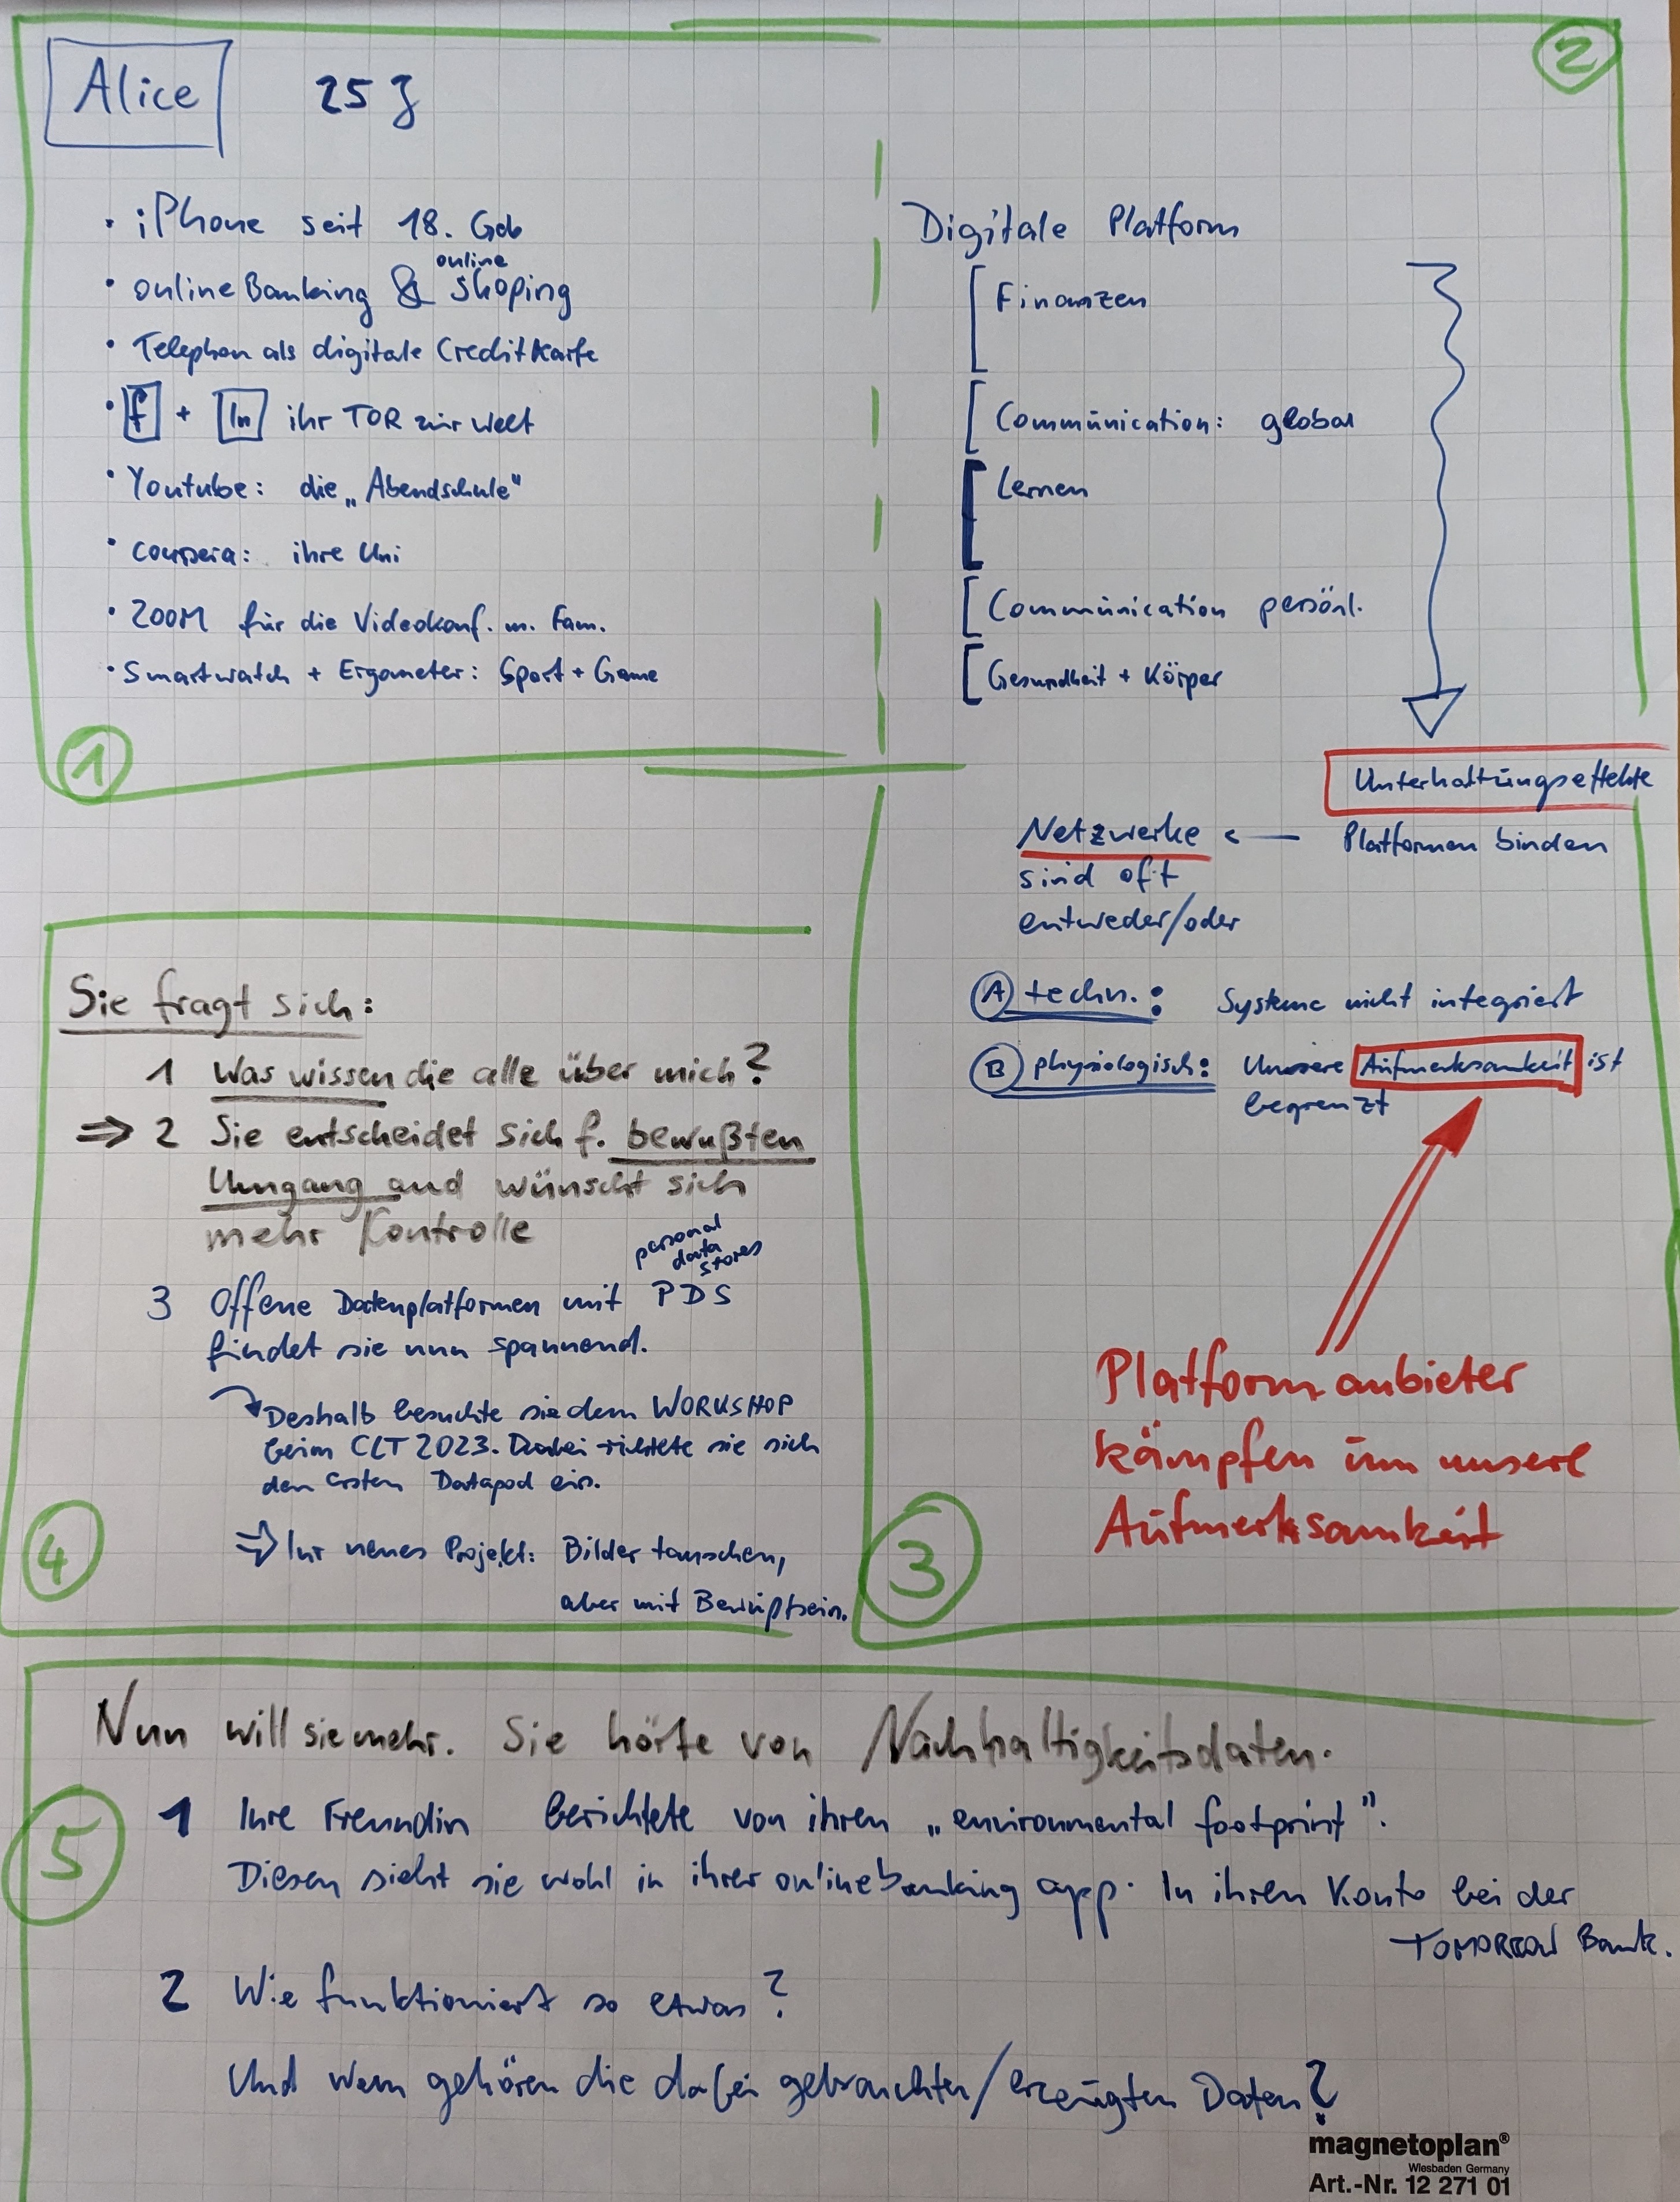 Alice 25 J
• iPhone seit 18. Geb
• online Banking & online shoping
• Telephon als digitale Credit Karte
• f + In ihr TOR zur Welt
• Youtube: die „Abendschule“
• Coursera: ihre Uni
• ZOOM für die Videokonf. m. Fam.
• Smartwatch + Ergometer: Sport + Game
1
2
Digitale Platform
Finanzen
Communication: global
Lernen
Communication persönl.
Gesundheit + Körper
Unterhaltungseffekte
Netzwerke ← Platformen binden
sind oft
entweder/oder
A techn.: Systeme nicht integriert
B physiologisch: Unsere Aufmerksamkeit ist
begrenzt
Platformanbieter
kämpfen um unsere
Aufmerksamkeit
3
Sie fragt sich:
1 Was wissen die alle über mich?
⇒ 2 Sie entscheidet sich f. bewußten
Umgang und wünscht sich
mehr Kontrolle
personal
data
stores
3 Offene Datenplatformen mit PDS
findet sie nun spannend.
Deshalb besuchte sie den WORKSHOP
beim CLT 2023. Dabei richtete sie sich
den ersten Datapod ein.
⇒ Ihr neues Projekt: Bilder tauschen,
aber mit Bewußtsein.
4
Nun will sie mehr. Sie hörte von Nachhaltigkeitsdaten.
5
1 Ihre Freundin berichtete von ihren „environmental footprint”.
Diesen sieht sie wohl in ihrer onlinebanking app. In ihren Konto bei der
TOMORROW Bank.
2 Wie funktioniert so etwas?
Und wem gehören die dabei gebrauchten/erzeugten Daten?
magnetoplan®
Wiesbaden Germany
Art.-Nr. 12 271 01